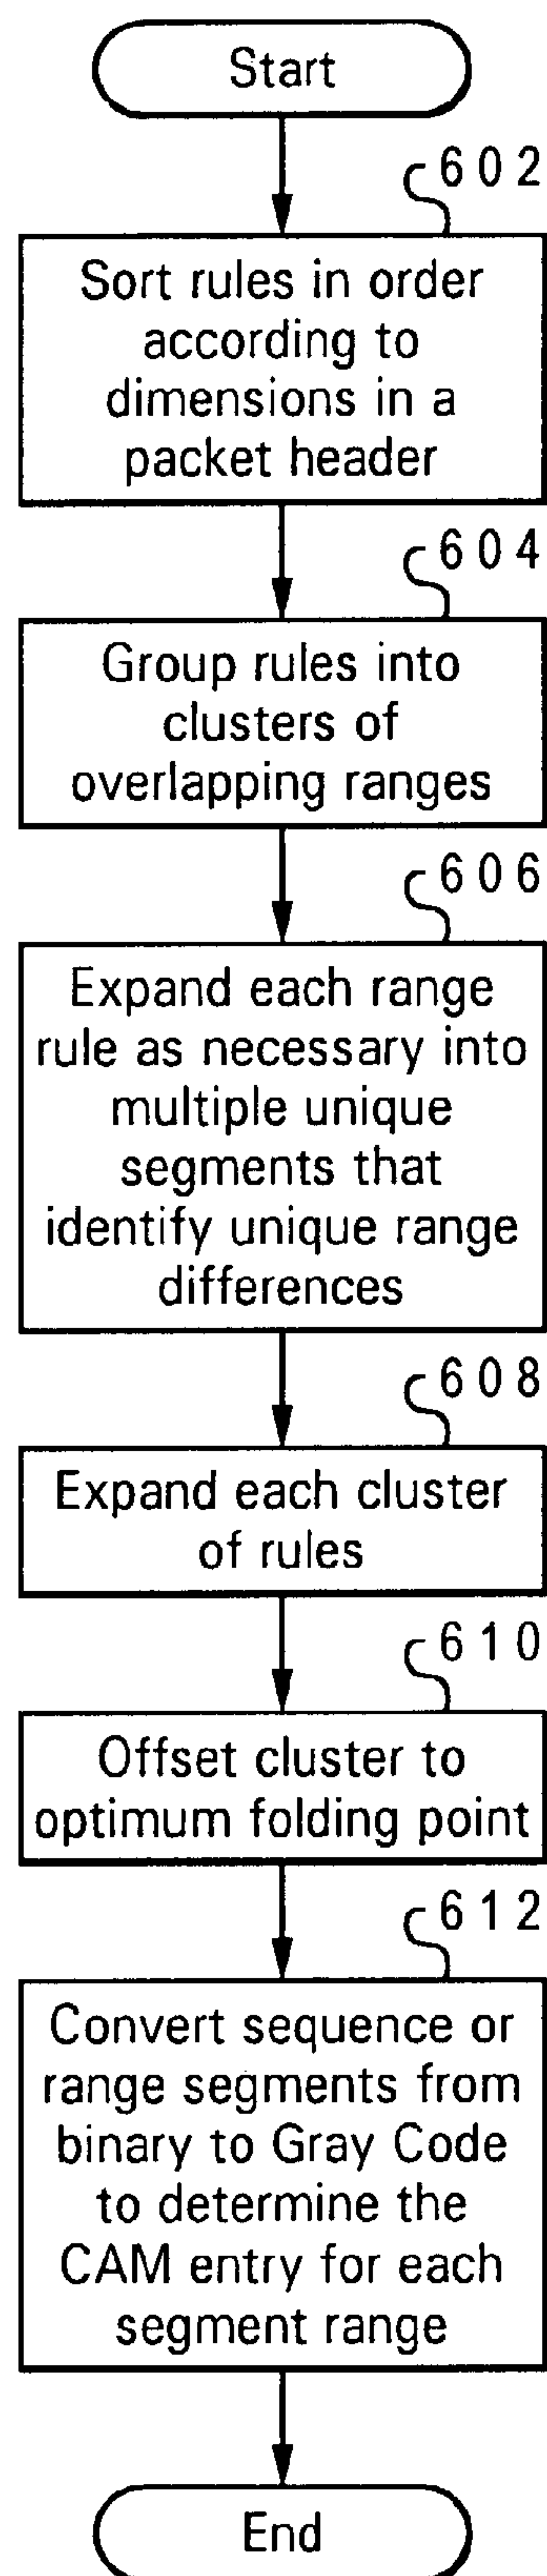 Start
602
Sort rules in order
according to
dimensions in a
packet header
604
Group rules into
clusters of
overlapping ranges
606
Expand each range
rule as necessary into
multiple unique
segments that
identify unique range
differences
608
Expand each cluster
of rules
610
Offset cluster to
optimum folding point
612
Convert sequence or
range segments from
binary to Gray Code
to determine the
CAM entry for each
segment range
End